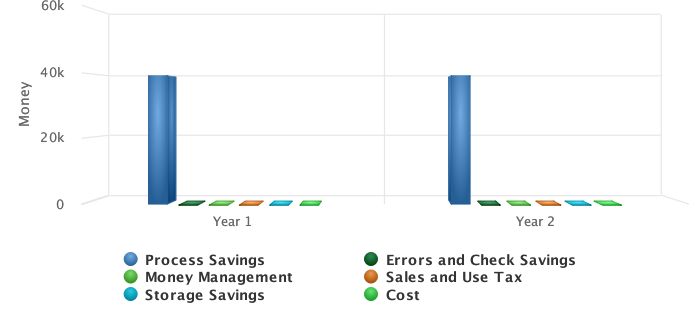 60k
40k
20k
0
Money
Year 1
Year 2
Process Savings
Errors and Check Savings
Money Management
Sales and Use Tax
Storage Savings
Cost